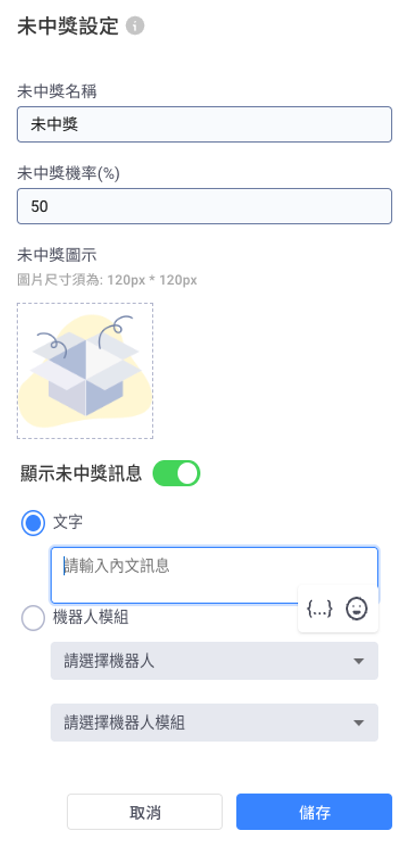 未中獎設定
未中獎名稱
未中獎
未中獎機率(%)
50
未中獎圖示
圖片尺寸須為: 120px * 120px
顯示未中獎訊息
文字
請輸入內文訊息
{...}
機器人模組
請選擇機器人
請選擇機器人模組
取消
儲存